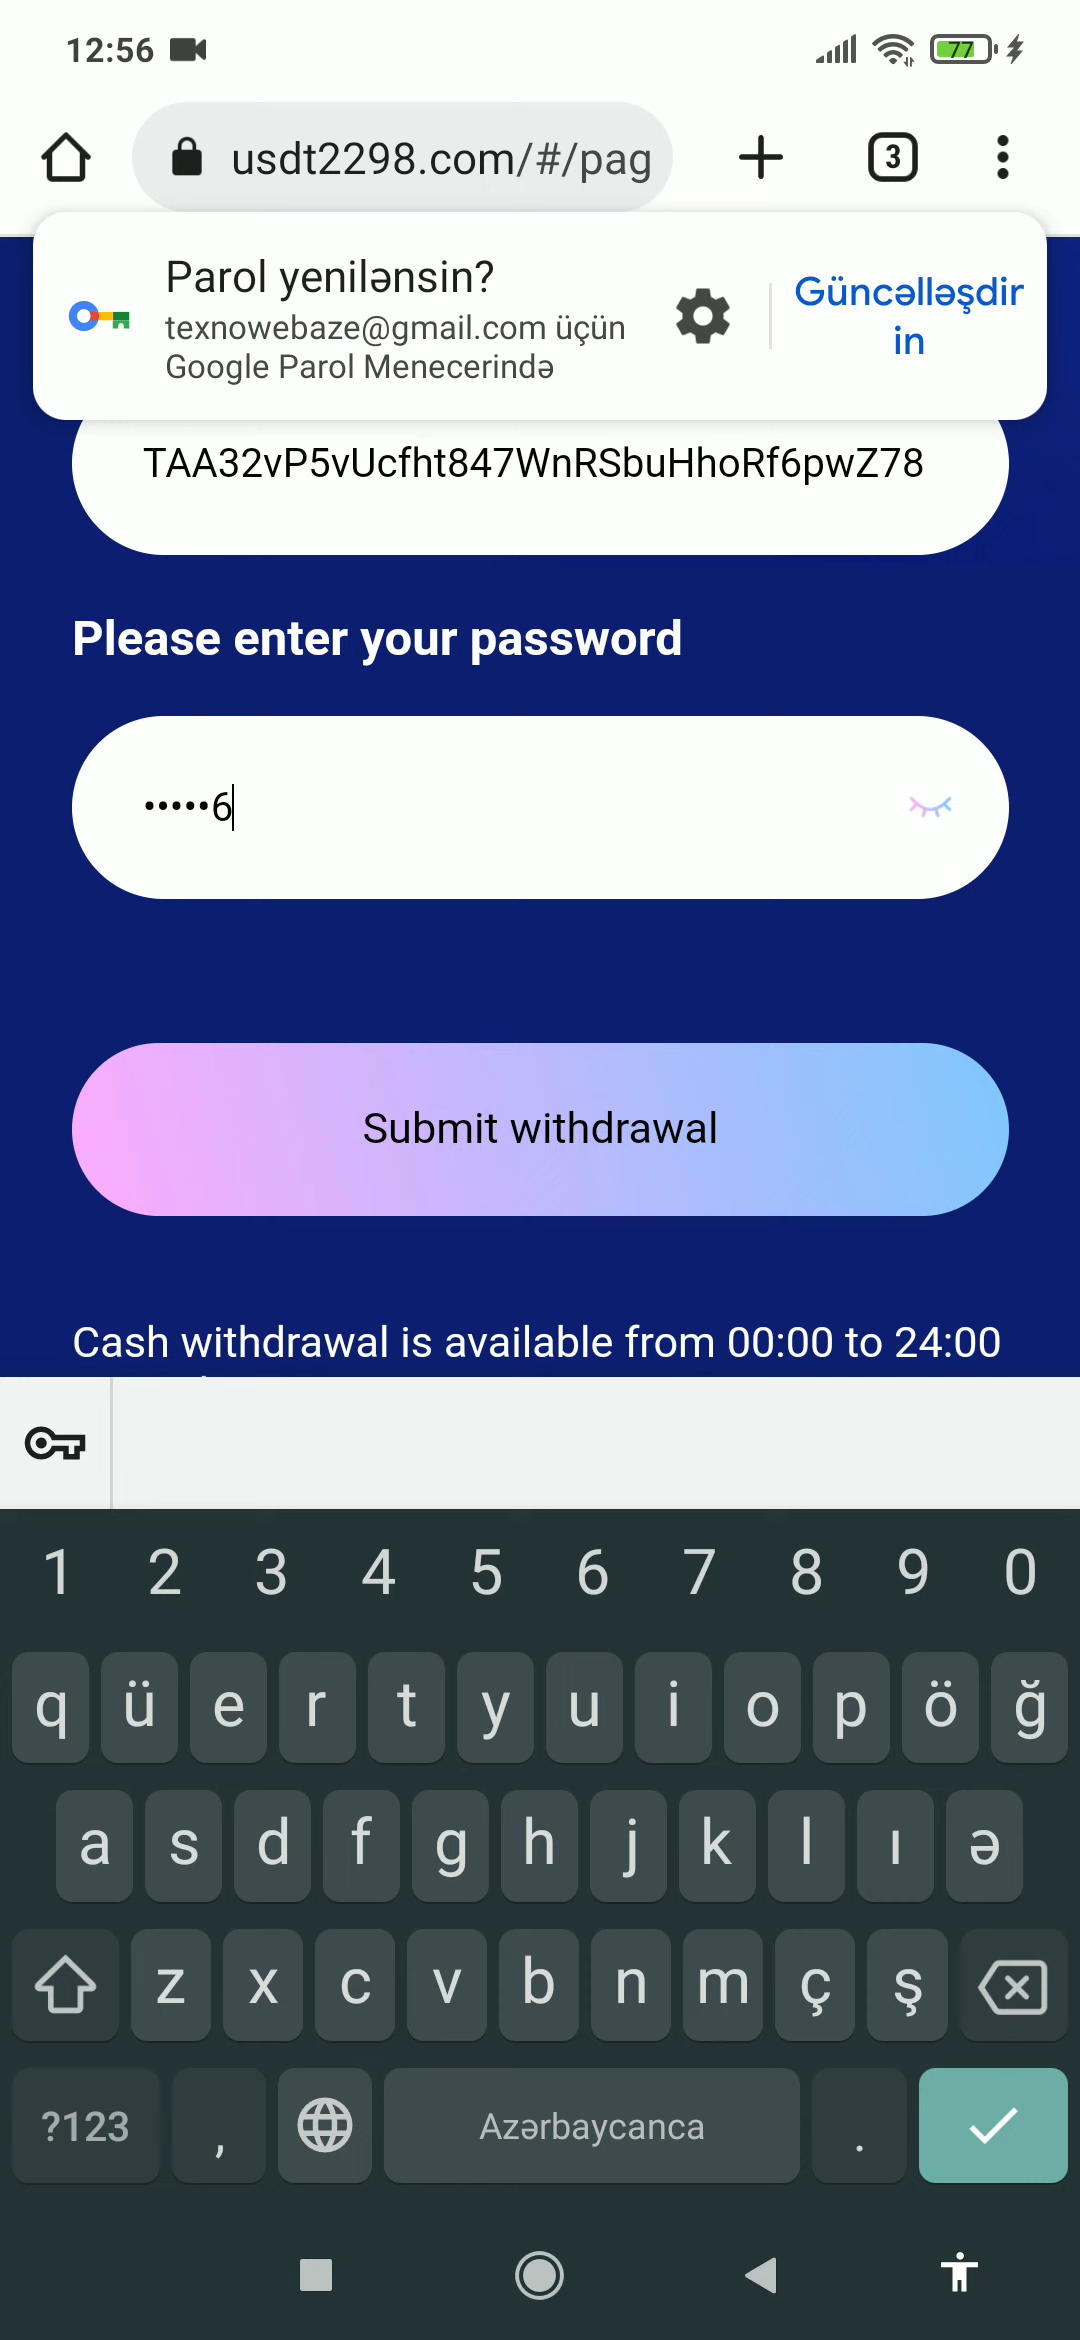 12:56
77
usdt2298.com/#/pag
3
Parol yenilənsin?
texnowebaze@gmail.com üçün
Google Parol Menecerində
Güncəlləşdir
in
TAA32vP5vUcfht847WnRSbuHhoRf6pwZ78
Please enter your password
•••••6
Submit withdrawal
Cash withdrawal is available from 00:00 to 24:00
1 2 3 4 5 6 7 8 9 0
q ü e r t y u i o p ö ğ
a s d f g h j k l ı ə
z x c v b n m ç ş
?123 , Azərbaycanca .